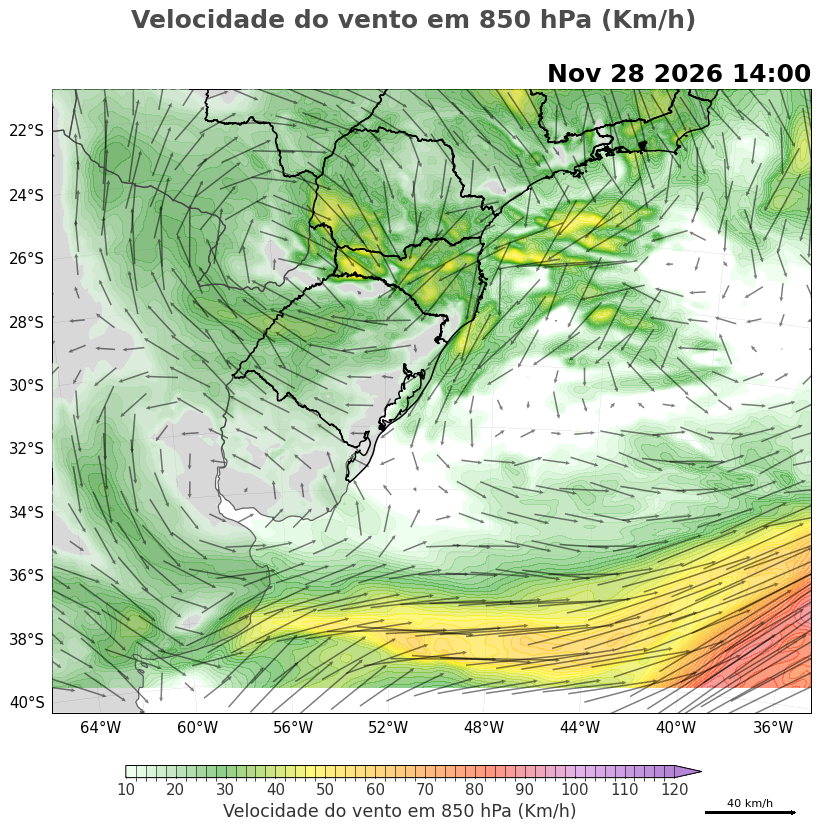 Velocidade do vento em 850 hPa (Km/h)
Nov 28 2026 14:00
22°S
24°S
26°S
28°S
30°S
32°S
34°S
36°S
38°S
40°S
64°W 60°W 56°W 52°W 48°W 44°W 40°W 36°W
10 20 30 40 50 60 70 80 90 100 110 120
40 km/h
Velocidade do vento em 850 hPa (Km/h)